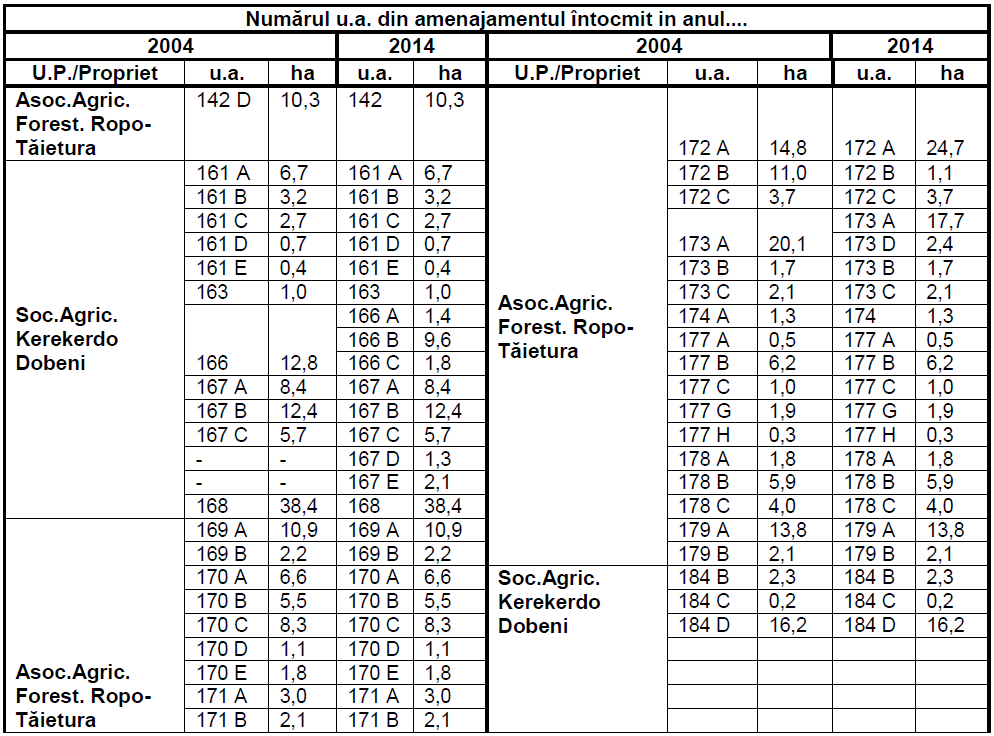 Numărul u.a. din amenajamentul întocmit in anul....
2004 2014 2004 2014
U.P./Propriet u.a. ha u.a. ha U.P./Propriet u.a. ha u.a. ha
Asoc.Agric. 142 D 10,3 142 10,3
Forest. Ropo-
Tăietura 172 A 14,8 172 A 24,7
161 A 6,7 161 A 6,7 172 B 11,0 172 B 1,1
161 B 3,2 161 B 3,2 172 C 3,7 172 C 3,7
161 C 2,7 161 C 2,7 173 A 17,7
161 D 0,7 161 D 0,7 173 A 20,1 173 D 2,4
161 E 0,4 161 E 0,4 173 B 1,7 173 B 1,7
163 1,0 163 1,0 Asoc.Agric. 173 C 2,1 173 C 2,1
Soc.Agric. 166 A 1,4 Forest. Ropo- 174 A 1,3 174 1,3
Kerekerdo 166 B 9,6 Tăietura 177 A 0,5 177 A 0,5
Dobeni 166 12,8 166 C 1,8 177 B 6,2 177 B 6,2
167 A 8,4 167 A 8,4 177 C 1,0 177 C 1,0
167 B 12,4 167 B 12,4 177 G 1,9 177 G 1,9
167 C 5,7 167 C 5,7 177 H 0,3 177 H 0,3
- - 167 D 1,3 178 A 1,8 178 A 1,8
- - 167 E 2,1 178 B 5,9 178 B 5,9
168 38,4 168 38,4 178 C 4,0 178 C 4,0
169 A 10,9 169 A 10,9 179 A 13,8 179 A 13,8
169 B 2,2 169 B 2,2 179 B 2,1 179 B 2,1
170 A 6,6 170 A 6,6 Soc.Agric. 184 B 2,3 184 B 2,3
170 B 5,5 170 B 5,5 Kerekerdo 184 C 0,2 184 C 0,2
170 C 8,3 170 C 8,3 Dobeni 184 D 16,2 184 D 16,2
170 D 1,1 170 D 1,1
Asoc.Agric. 170 E 1,8 170 E 1,8
Forest. Ropo- 171 A 3,0 171 A 3,0
Tăietura 171 B 2,1 171 B 2,1